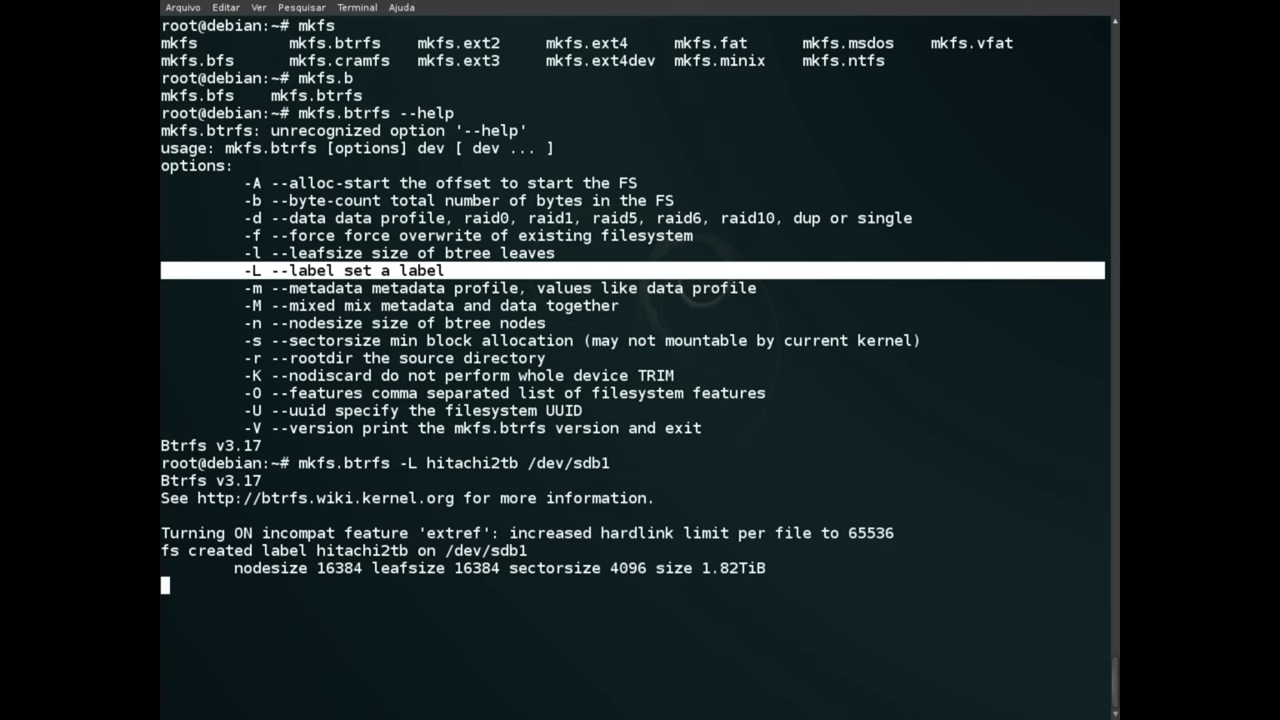 Arquivo Editar Ver Pesquisar Terminal Ajuda
root@debian:~# mkfs
mkfs mkfs.btrfs mkfs.ext2 mkfs.ext4 mkfs.fat mkfs.msdos mkfs.vfat
mkfs.bfs mkfs.cramfs mkfs.ext3 mkfs.ext4dev mkfs.minix mkfs.ntfs
root@debian:~# mkfs.b
mkfs.bfs mkfs.btrfs
root@debian:~# mkfs.btrfs --help
mkfs.btrfs: unrecognized option '--help'
usage: mkfs.btrfs [options] dev [ dev ... ]
options:
-A --alloc-start the offset to start the FS
-b --byte-count total number of bytes in the FS
-d --data data profile, raid0, raid1, raid5, raid6, raid10, dup or single
-f --force force overwrite of existing filesystem
-l --leafsize size of btree leaves
-L --label set a label
-m --metadata metadata profile, values like data profile
-M --mixed mix metadata and data together
-n --nodesize size of btree nodes
-s --sectorsize min block allocation (may not mountable by current kernel)
-r --rootdir the source directory
-K --nodiscard do not perform whole device TRIM
-O --features comma separated list of filesystem features
-U --uuid specify the filesystem UUID
-V --version print the mkfs.btrfs version and exit
Btrfs v3.17
root@debian:~# mkfs.btrfs -L hitachi2tb /dev/sdb1
Btrfs v3.17
See http://btrfs.wiki.kernel.org for more information.
Turning ON incompat feature 'extref': increased hardlink limit per file to 65536
fs created label hitachi2tb on /dev/sdb1
nodesize 16384 leafsize 16384 sectorsize 4096 size 1.82TiB